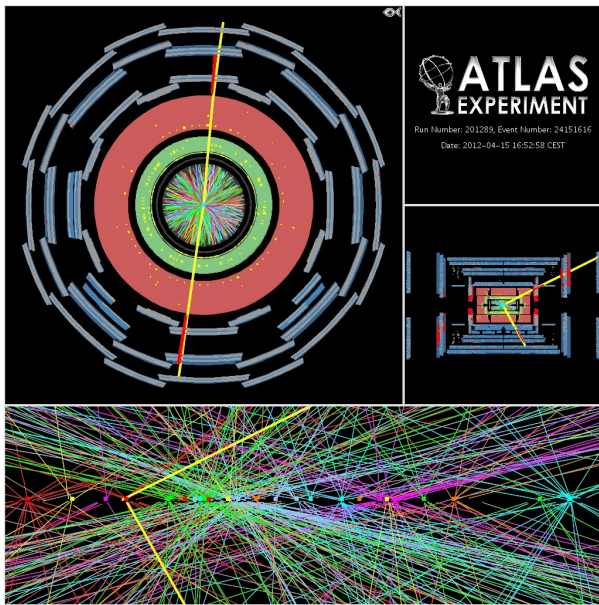 ATLAS
EXPERIMENT
Run Number: 201289, Event Number: 24151616
Date: 2012-04-15 16:52:58 CEST